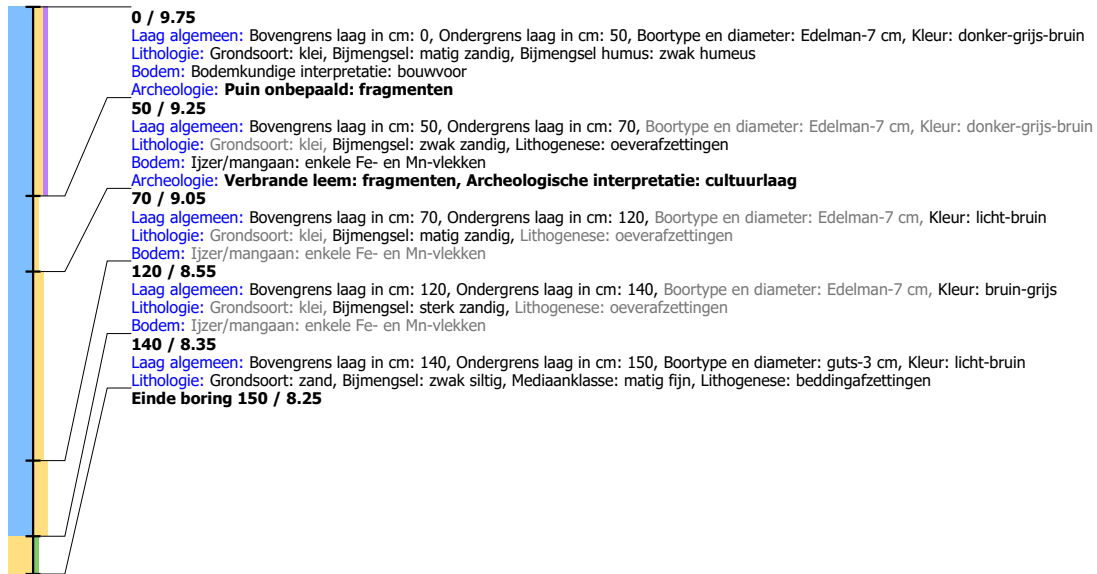 0 / 9.75
Laag algemeen: Bovengrens laag in cm: 0, Ondergrens laag in cm: 50, Boortype en diameter: Edelman-7 cm, Kleur: donker-grijs-bruin
Lithologie: Grondsoort: klei, Bijmengsel: matig zandig, Bijmengsel humus: zwak humeus
Bodem: Bodemkundige interpretatie: bouwvoor
Archeologie: Puin onbepaald: fragmenten
50 / 9.25
Laag algemeen: Bovengrens laag in cm: 50, Ondergrens laag in cm: 70, Boortype en diameter: Edelman-7 cm, Kleur: donker-grijs-bruin
Lithologie: Grondsoort: klei, Bijmengsel: zwak zandig, Lithogenese: oeverafzettingen
Bodem: Ijzer/mangaan: enkele Fe- en Mn-vlekken
Archeologie: Verbrande leem: fragmenten, Archeologische interpretatie: cultuurlaag
70 / 9.05
Laag algemeen: Bovengrens laag in cm: 70, Ondergrens laag in cm: 120, Boortype en diameter: Edelman-7 cm, Kleur: licht-bruin
Lithologie: Grondsoort: klei, Bijmengsel: matig zandig, Lithogenese: oeverafzettingen
Bodem: Ijzer/mangaan: enkele Fe- en Mn-vlekken
120 / 8.55
Laag algemeen: Bovengrens laag in cm: 120, Ondergrens laag in cm: 140, Boortype en diameter: Edelman-7 cm, Kleur: bruin-grijs
Lithologie: Grondsoort: klei, Bijmengsel: sterk zandig, Lithogenese: oeverafzettingen
Bodem: Ijzer/mangaan: enkele Fe- en Mn-vlekken
140 / 8.35
Laag algemeen: Bovengrens laag in cm: 140, Ondergrens laag in cm: 150, Boortype en diameter: guts-3 cm, Kleur: licht-bruin
Lithologie: Grondsoort: zand, Bijmengsel: zwak siltig, Mediaanklasse: matig fijn, Lithogenese: beddingafzettingen
Einde boring 150 / 8.25